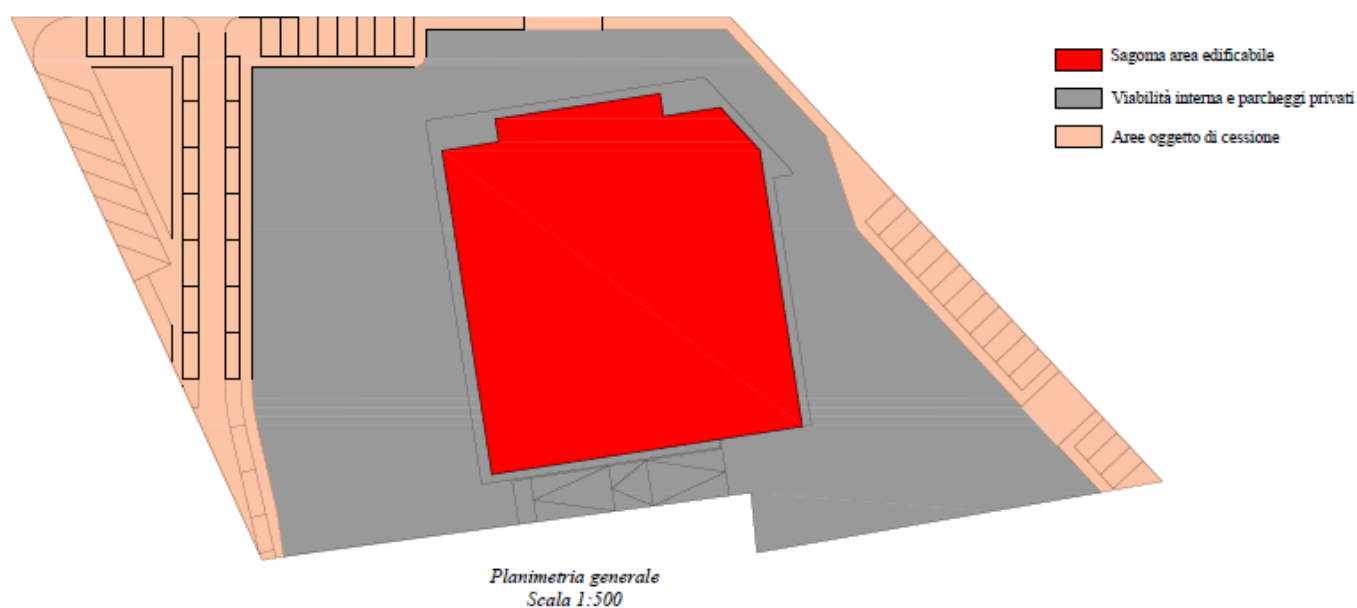 Sagoma area edificabile
Viabilità interna e parcheggi privati
Aree oggetto di cessione
Planimetria generale
Scala 1:500